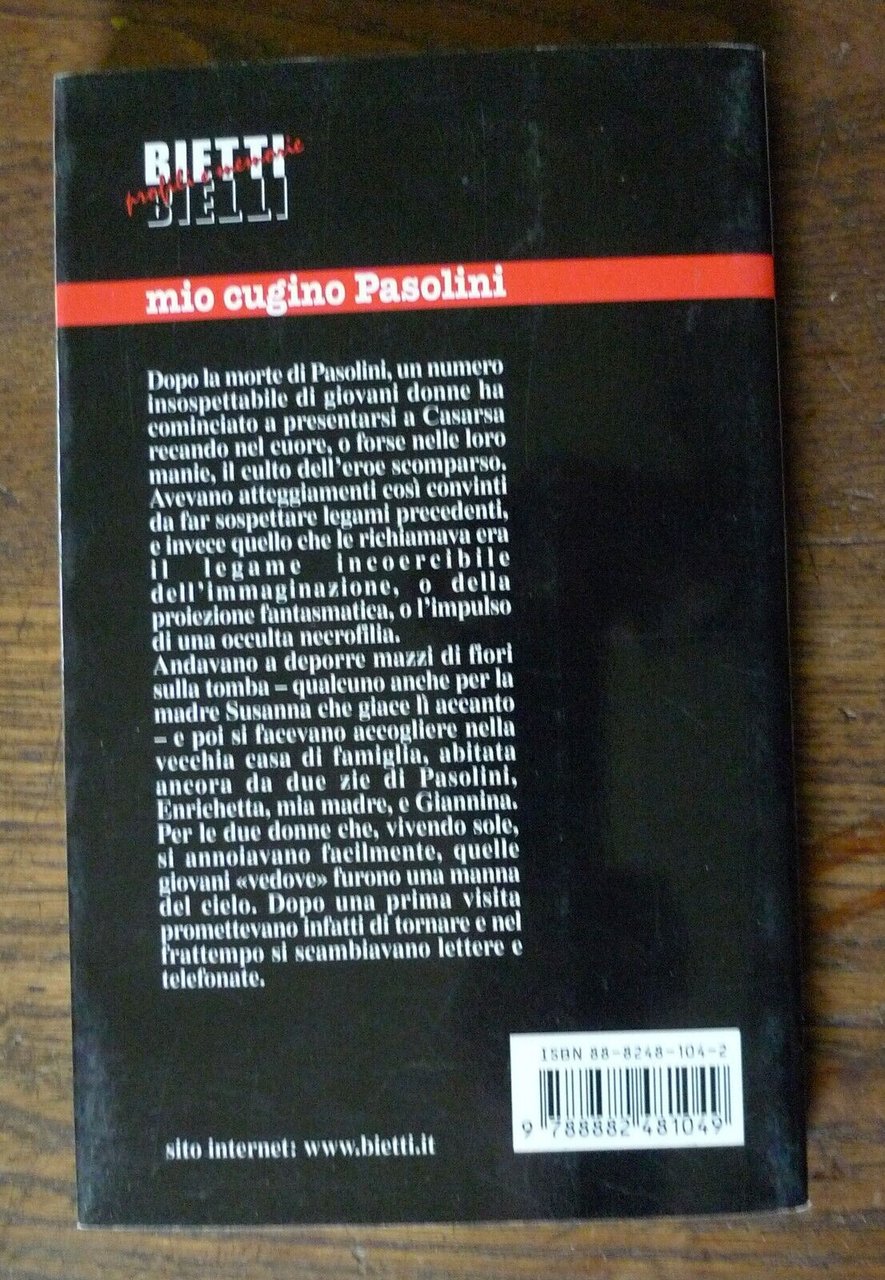 BIETTI
profili e memorie
mio cugino Pasolini
Dopo la morte di Pasolini, un numero
insospettabile di giovani donne ha
cominciato a presentarsi a Casarsa
recando nel cuore, o forse nelle loro
manie, il culto dell'eroe scomparso.
Avevano atteggiamenti così convinti
da far sospettare legami precedenti,
e invece quello che le richiamava era
il legame incoercibile
dell'immaginazione, o della
proiezione fantasmatica, o l'impulso
di una occulta necrofilia.
Andavano a deporre mazzi di fiori
sulla tomba – qualcuno anche per la
madre Susanna che giace lì accanto
– e poi si facevano accogliere nella
vecchia casa di famiglia, abitata
ancora da due zie di Pasolini,
Enrichetta, mia madre, e Giannina.
Per le due donne che, vivendo sole,
si annoiavano facilmente, quelle
giovani «vedove» furono una manna
del cielo. Dopo una prima visita
promettevano infatti di tornare e nel
frattempo si scambiavano lettere e
telefonate.
ISBN 88-8248-104-2
9 788882 481049
sito internet: www.bietti.it